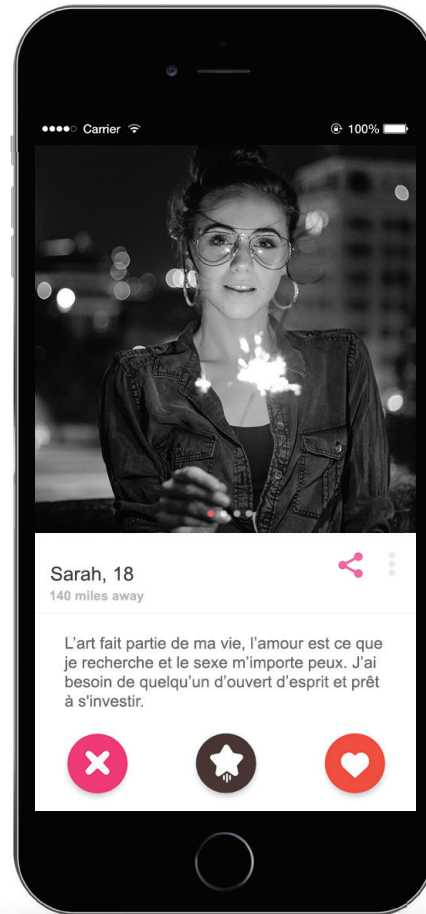 Carrier 100%
Sarah, 18
140 miles away
L’art fait partie de ma vie, l’amour est ce que
je recherche et le sexe m’importe peux. J’ai
besoin de quelqu’un d’ouvert d’esprit et prêt
à s'investir.